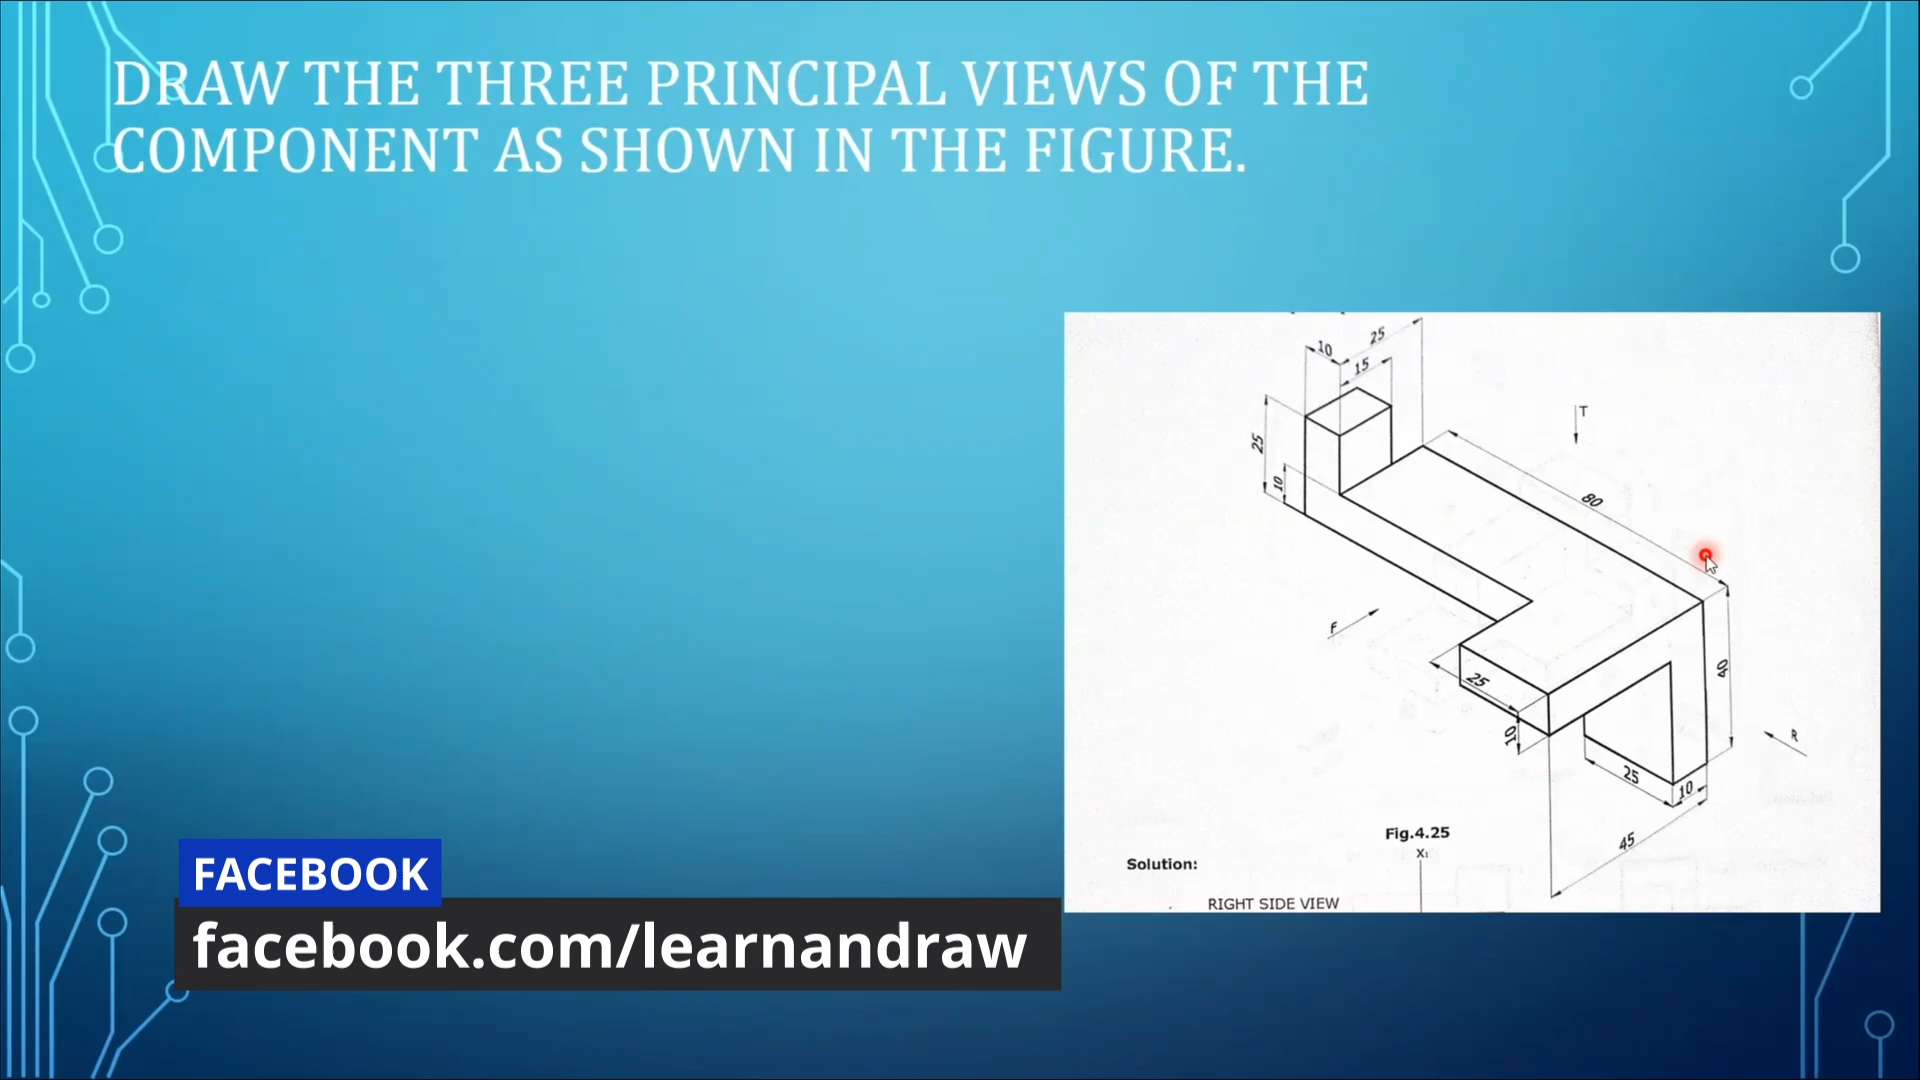 DRAW THE THREE PRINCIPAL VIEWS OF THE
COMPONENT AS SHOWN IN THE FIGURE.
25
10
15
T
25
10
80
F
40
25
10
R
25
10
45
Fig.4.25
X₁
Solution:
RIGHT SIDE VIEW
FACEBOOK
facebook.com/learnandraw